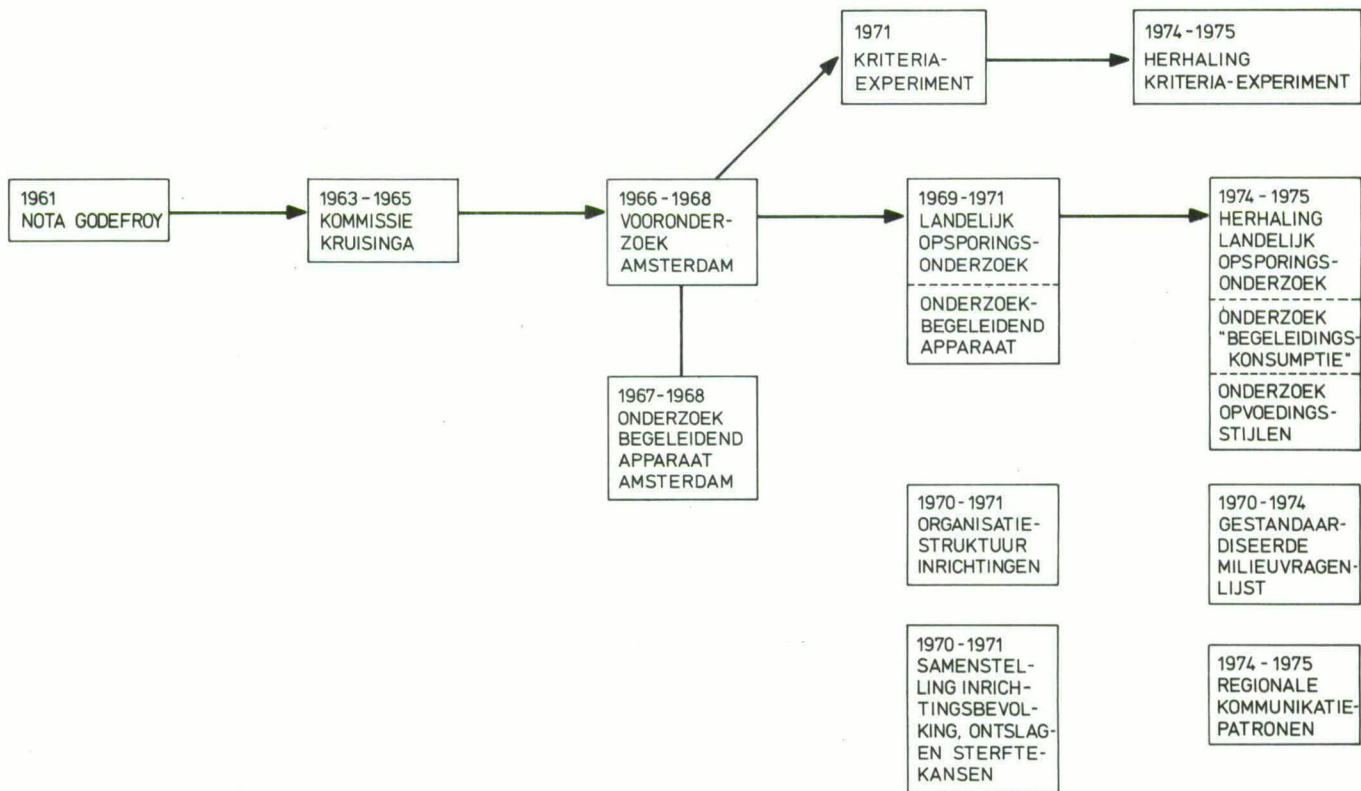 1971
KRITERIA-
EXPERIMENT
1974-1975
HERHALING
KRITERIA-EXPERIMENT
1961
NOTA GODEFROY
1963-1965
KOMMISSIE
KRUISINGA
1966-1968
VOORONDER-
ZOEK
AMSTERDAM
1969-1971
LANDELIJK
OPSPORINGS-
ONDERZOEK
ONDERZOEK-
BEGELEIDEND
APPARAAT
1974-1975
HERHALING
LANDELIJK
OPSPORINGS-
ONDERZOEK
ONDERZOEK
"BEGELEIDINGS-
KONSUMPTIE"
ONDERZOEK
OPVOEDINGS-
STIJLEN
1967-1968
ONDERZOEK
BEGELEIDEND
APPARAAT
AMSTERDAM
1970-1971
ORGANISATIE-
STRUKTUUR
INRICHTINGEN
1970-1974
GESTANDAAR-
DISEERDE
MILIEUVRAGEN-
LIJST
1970-1971
SAMENSTEL-
LING INRICH-
TINGSBEVOL-
KING, ONTSLAG-
EN STERFTE-
KANSEN
1974-1975
REGIONALE
KOMMUNIKATIE-
PATRONEN